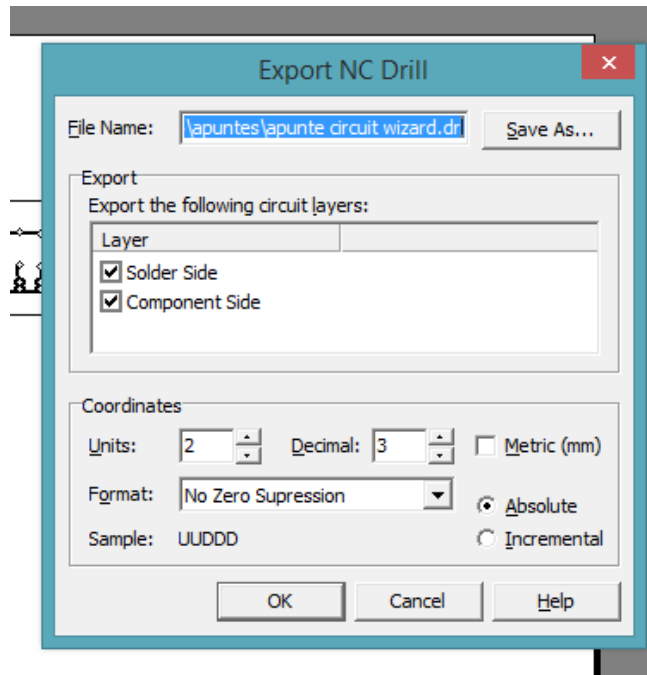 Export NC Drill
File Name: \apuntes\apunte circuit wizard.drl Save As...
Export
Export the following circuit layers:
Layer
Solder Side
Component Side
Coordinates
Units: 2 Decimal: 3 Metric (mm)
Format: No Zero Supression Absolute
Sample: UUDDD Incremental
OK Cancel Help